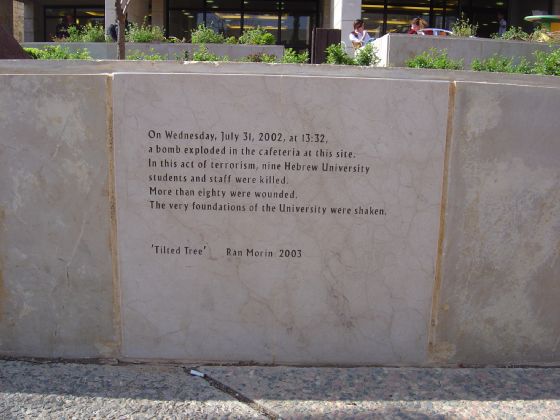 On Wednesday, July 31, 2002, at 13:32,
a bomb exploded in the cafeteria at this site.
In this act of terrorism, nine Hebrew University
students and staff were killed.
More than eighty were wounded.
The very foundations of the University were shaken.
'Tilted Tree' Ran Morin 2003